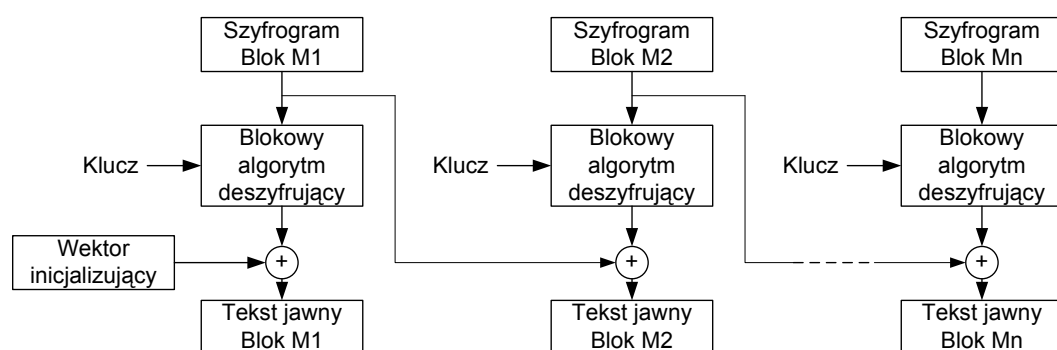 Szyfrogram
Blok M1
Szyfrogram
Blok M2
Szyfrogram
Blok Mn
Klucz
Blokowy
algorytm
deszyfrujący
Klucz
Blokowy
algorytm
deszyfrujący
Klucz
Blokowy
algorytm
deszyfrujący
Wektor
inicjalizujący
+
+
+
Tekst jawny
Blok M1
Tekst jawny
Blok M2
Tekst jawny
Blok Mn